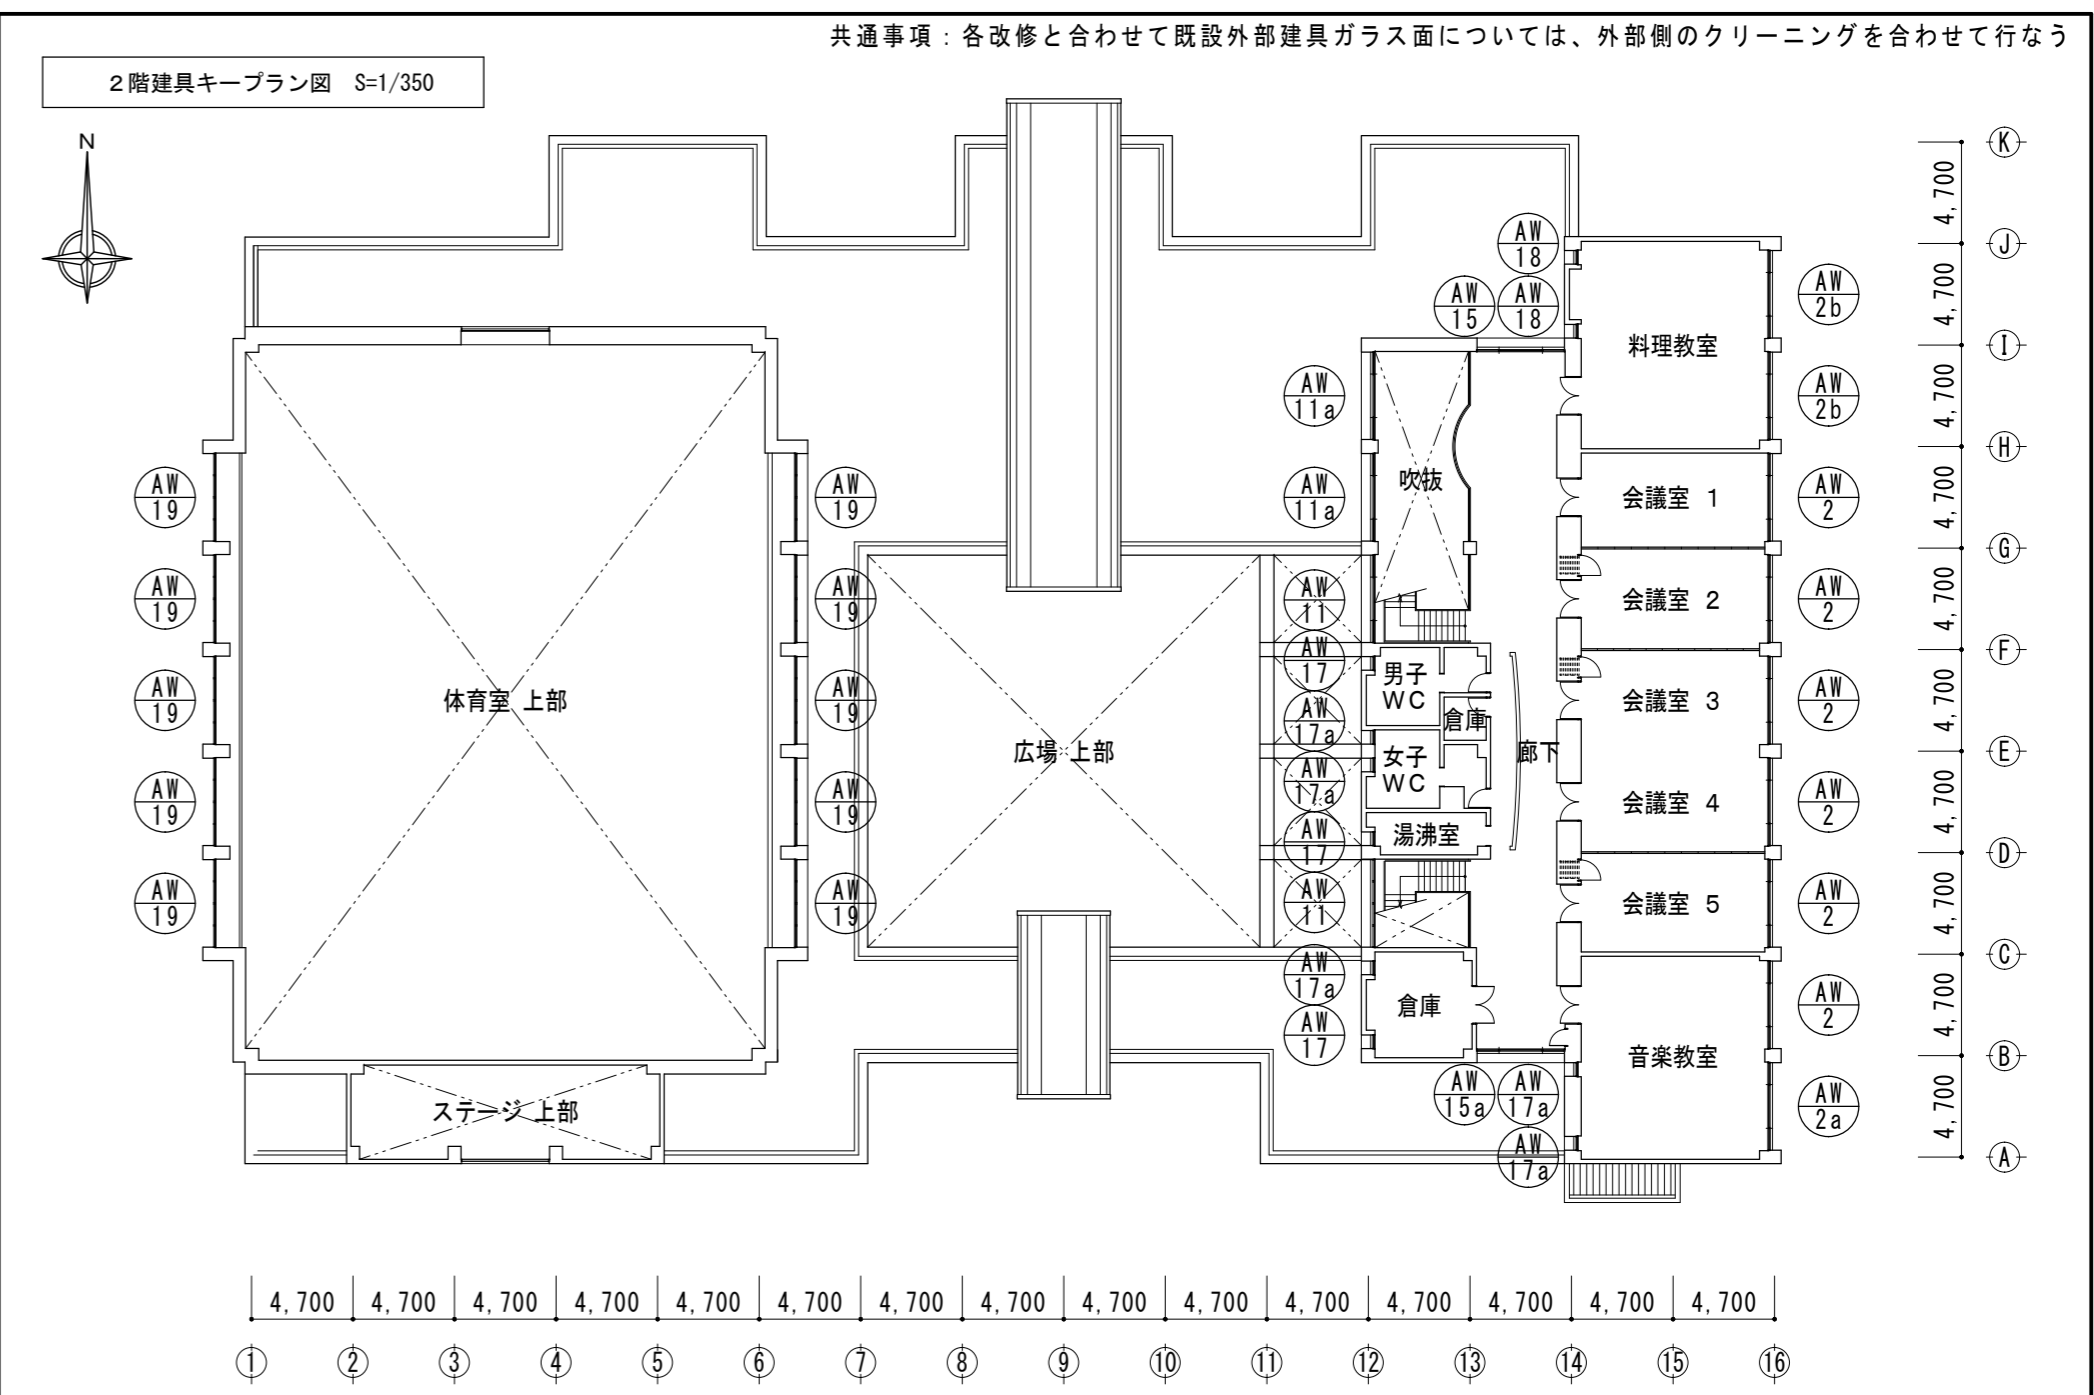 共通事項：各改修と合わせて既設外部建具ガラス面については、外部側のクリーニングを合わせて行なう
２階建具キープラン図 S=1/350
N
K
4,700
J
AW 18
AW 15
AW 18
AW 2b
料理教室
4,700
I
AW 11a
AW 2b
4,700
H
AW 19
AW 19
吹抜
AW 11a
会議室 1
AW 2
4,700
G
AW 19
AW 19
AW 11
会議室 2
AW 2
4,700
F
AW 17
男子
WC
AW 19
体育室 上部
AW 19
AW 17a
倉庫
会議室 3
AW 2
4,700
E
広場 上部
女子
WC
廊下
AW 17a
AW 19
AW 19
会議室 4
AW 2
4,700
D
AW 17
湯沸室
AW 19
AW 19
AW 11
会議室 5
AW 2
4,700
C
AW 17a
倉庫
AW 17
AW 2
4,700
B
音楽教室
ステージ 上部
AW 15a
AW 17a
AW 2a
4,700
AW 17a
A
4,700 4,700 4,700 4,700 4,700 4,700 4,700 4,700 4,700 4,700 4,700 4,700 4,700 4,700 4,700
① ② ③ ④ ⑤ ⑥ ⑦ ⑧ ⑨ ⑩ ⑪ ⑫ ⑬ ⑭ ⑮ ⑯